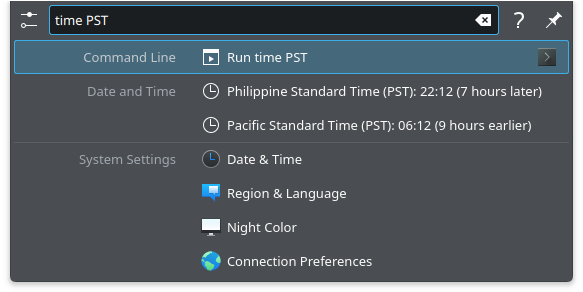 time PST
?
Command Line Run time PST
Date and Time Philippine Standard Time (PST): 22:12 (7 hours later)
Pacific Standard Time (PST): 06:12 (9 hours earlier)
System Settings Date & Time
Region & Language
Night Color
Connection Preferences